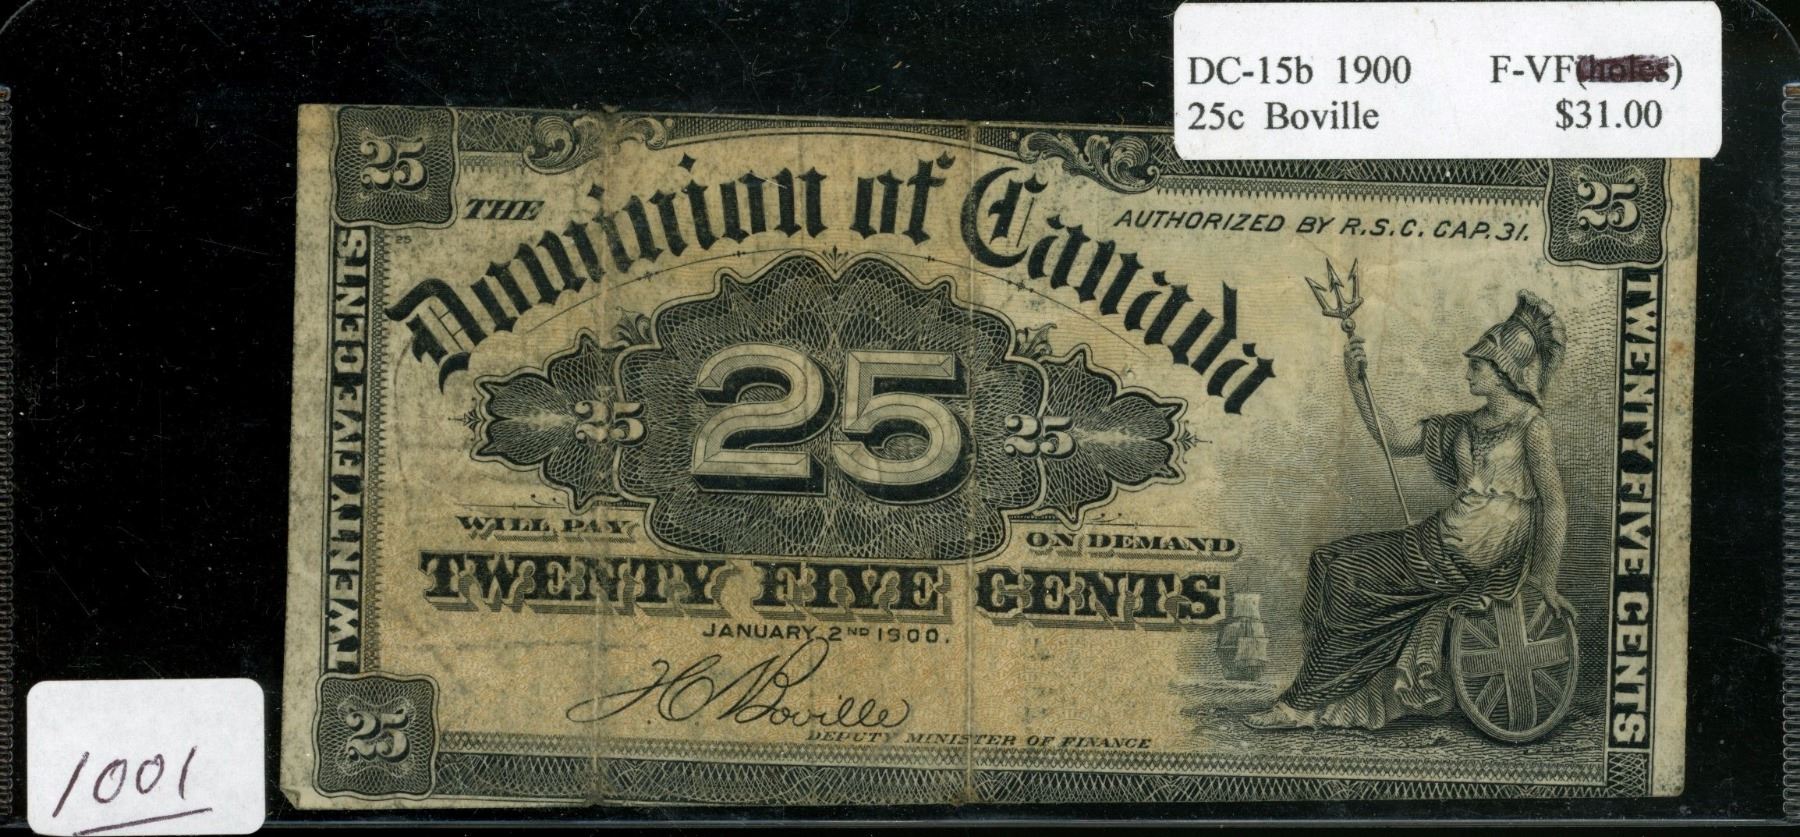 DC-15b 1900 F-VF(holes)
25c Boville $31.00
25 25
THE Dominion of Canada
AUTHORIZED BY R.S.C. CAP. 31.
25
TWENTY FIVE CENTS
TWENTY FIVE CENTS
25 25 25
WILL PAY ON DEMAND
TWENTY FIVE CENTS
JANUARY 2ND 1900.
J.C. Boville
DEPUTY MINISTER OF FINANCE
25
1001